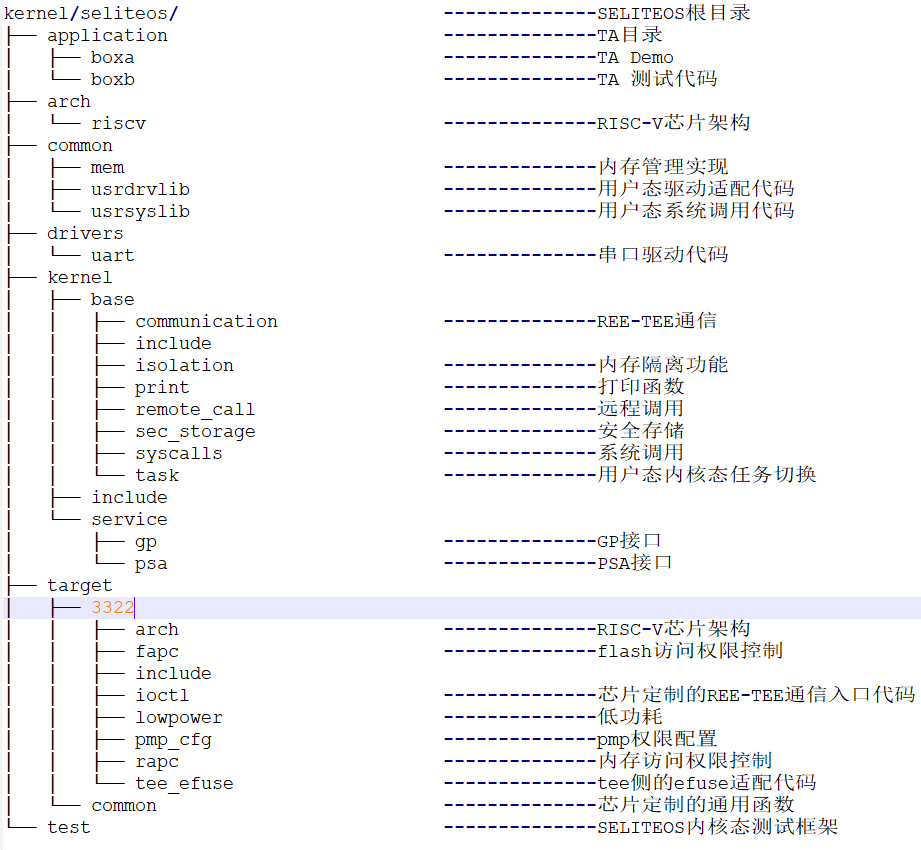 kernel/seliteos/                        --------------SELITEOS根目录
├── application                         --------------TA目录
│   ├── boxa                            --------------TA Demo
│   └── boxb                            --------------TA 测试代码
├── arch
│   └── riscv                           --------------RISC-V芯片架构
├── common
│   ├── mem                             --------------内存管理实现
│   ├── usrdrvlib                       --------------用户态驱动适配代码
│   └── usrsyslib                       --------------用户态系统调用代码
├── drivers
│   └── uart                            --------------串口驱动代码
├── kernel
│   ├── base
│   │   ├── communication               --------------REE-TEE通信
│   │   ├── include
│   │   ├── isolation                   --------------内存隔离功能
│   │   ├── print                       --------------打印函数
│   │   ├── remote_call                 --------------远程调用
│   │   ├── sec_storage                 --------------安全存储
│   │   ├── syscalls                    --------------系统调用
│   │   └── task                        --------------用户态内核态任务切换
│   ├── include
│   └── service
│       ├── gp                          --------------GP接口
│       └── psa                         --------------PSA接口
├── target
│   ├── 3322
│   │   ├── arch                        --------------RISC-V芯片架构
│   │   ├── fapc                        --------------flash访问权限控制
│   │   ├── include
│   │   ├── ioctl                       --------------芯片定制的REE-TEE通信入口代码
│   │   ├── lowpower                    --------------低功耗
│   │   ├── pmp_cfg                     --------------pmp权限配置
│   │   ├── rapc                        --------------内存访问权限控制
│   │   └── tee_efuse                   --------------tee侧的efuse适配代码
│   └── common                          --------------芯片定制的通用函数
└── test                                --------------SELITEOS内核态测试框架